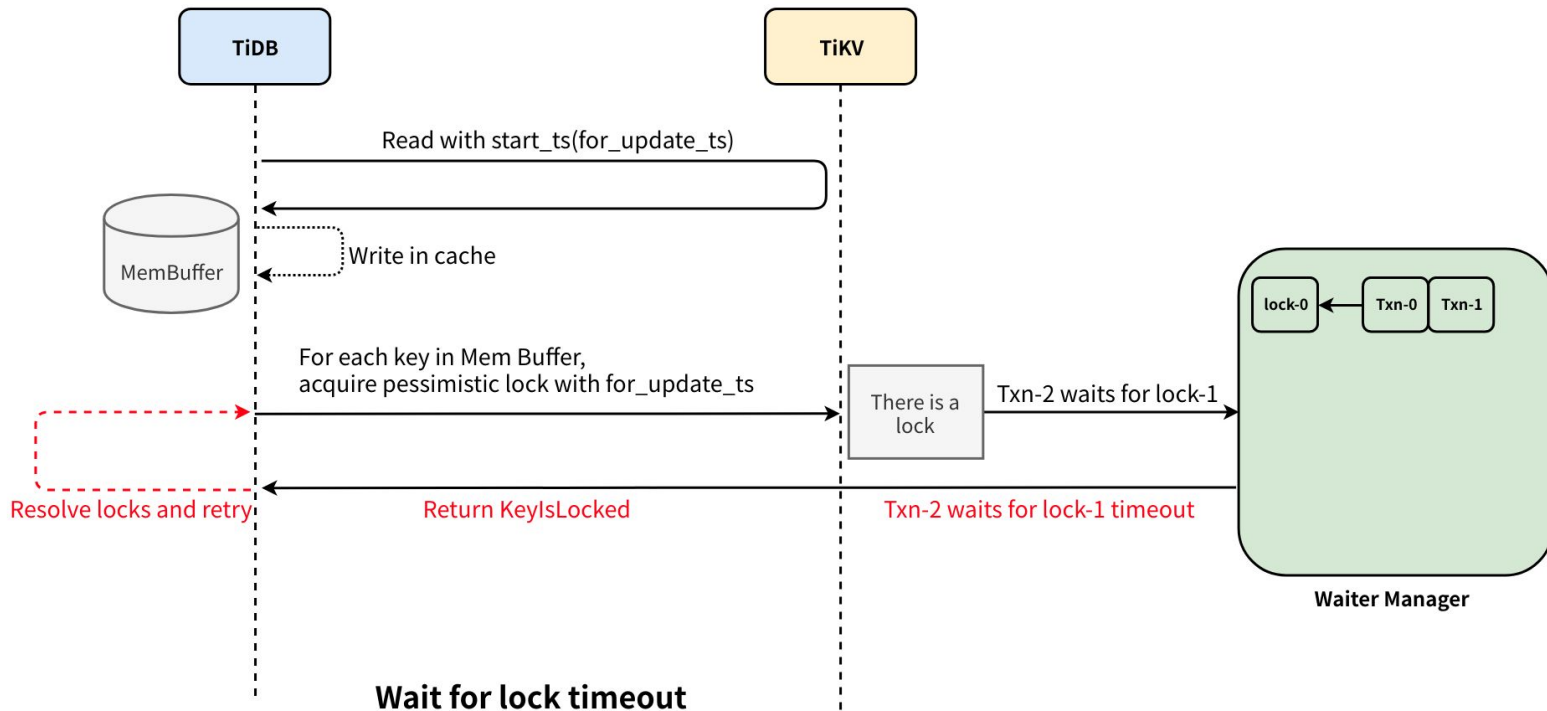 TiDB
TiKV
Read with start_ts(for_update_ts)
Write in cache
MemBuffer
lock-0
Txn-0
Txn-1
For each key in Mem Buffer,
acquire pessimistic lock with for_update_ts
There is a
lock
Txn-2 waits for lock-1
Resolve locks and retry
Return KeyIsLocked
Txn-2 waits for lock-1 timeout
Waiter Manager
Wait for lock timeout